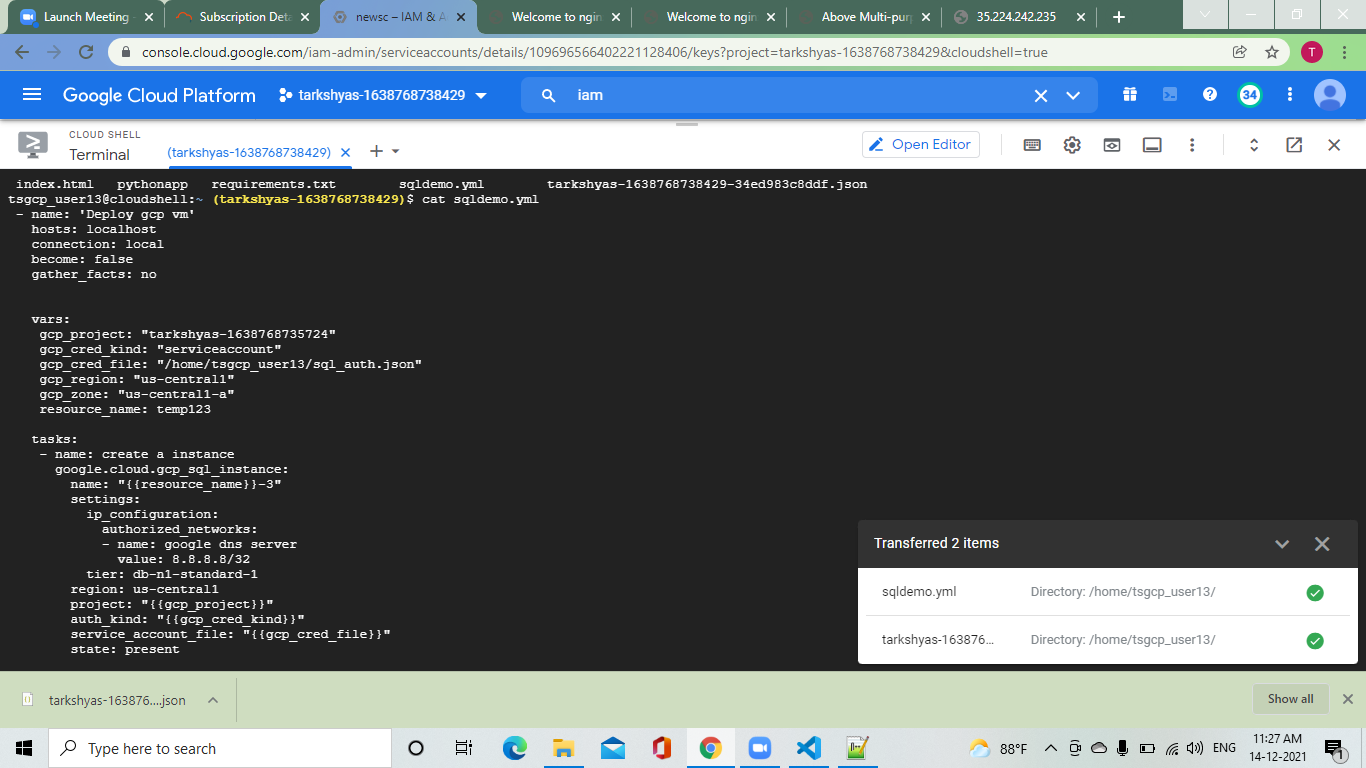 Launch Meeting -
Subscription Deta
newsc – IAM & A
Welcome to ngin
Welcome to ngin
Above Multi-purp
35.224.242.235
console.cloud.google.com/iam-admin/serviceaccounts/details/109696566402221128406/keys?project=tarkshyas-1638768738429&cloudshell=true
T
Google Cloud Platform
tarkshyas-1638768738429
iam
34
CLOUD SHELL
Terminal
(tarkshyas-1638768738429)
Open Editor
index.html pythonapp requirements.txt sqldemo.yml tarkshyas-1638768738429-34ed983c8ddf.json
tsgcp_user13@cloudshell:~ (tarkshyas-1638768738429)$ cat sqldemo.yml
- name: 'Deploy gcp vm'
hosts: localhost
connection: local
become: false
gather_facts: no
vars:
gcp_project: "tarkshyas-1638768735724"
gcp_cred_kind: "serviceaccount"
gcp_cred_file: "/home/tsgcp_user13/sql_auth.json"
gcp_region: "us-central1"
gcp_zone: "us-central1-a"
resource_name: temp123
tasks:
- name: create a instance
google.cloud.gcp_sql_instance:
name: "{{resource_name}}-3"
settings:
ip_configuration:
authorized_networks:
- name: google dns server
value: 8.8.8.8/32
tier: db-n1-standard-1
region: us-central1
project: "{{gcp_project}}"
auth_kind: "{{gcp_cred_kind}}"
service_account_file: "{{gcp_cred_file}}"
state: present
Transferred 2 items
sqldemo.yml Directory: /home/tsgcp_user13/
tarkshyas-163876... Directory: /home/tsgcp_user13/
tarkshyas-163876....json
Show all
Type here to search
88°F
ENG
11:27 AM
14-12-2021
1